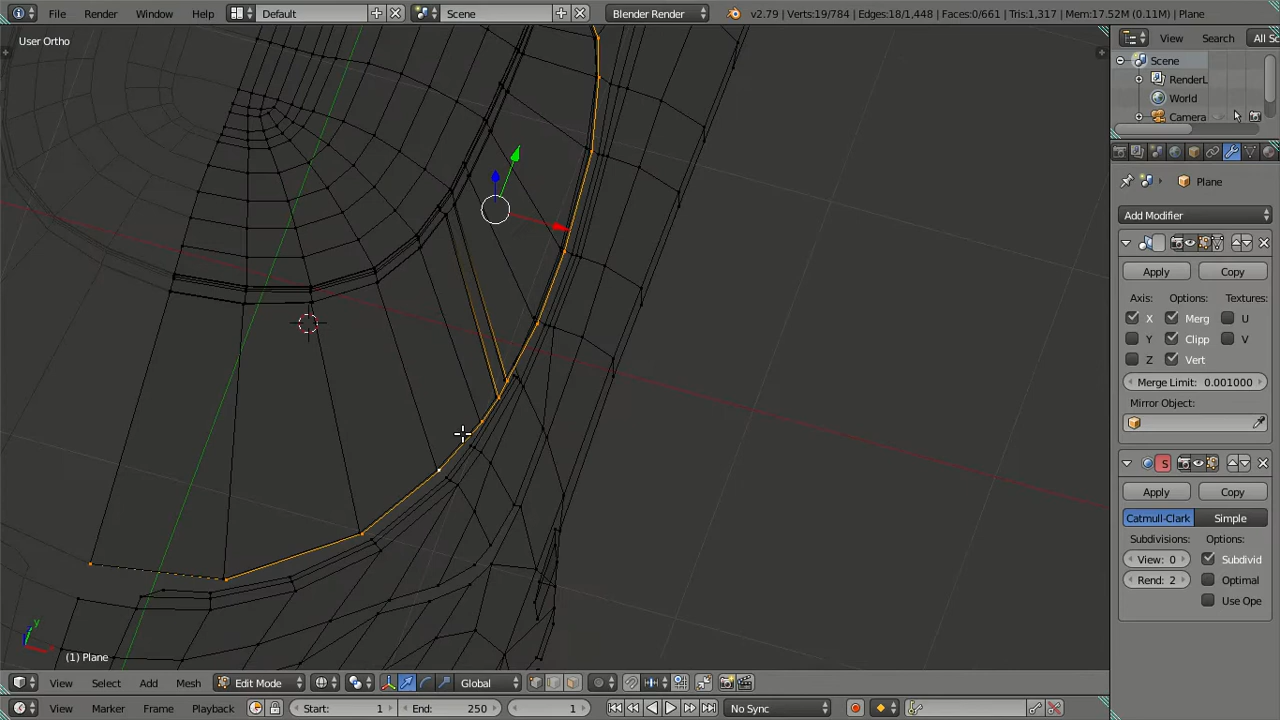 File Render Window Help Default Scene Blender Render v2.79 | Verts:19/784 | Edges:18/1,448 | Faces:0/661 | Tris:1,317 | Mem:17.52M (0.11M) | Plane
User Ortho
View Search All Sc
Scene
RenderL
World
Camera
Plane
Add Modifier
Apply Copy
Axis: Options: Textures:
X Merg U
Y Clipp V
Z Vert
Merge Limit: 0.001000
Mirror Object:
S
Apply Copy
Catmull-Clark Simple
Subdivisions: Options:
View: 0 Subdivid
Rend: 2 Optimal
Use Ope
y
x
(1) Plane
View Select Add Mesh Edit Mode Global
View Marker Frame Playback Start: 1 End: 250 1 No Sync